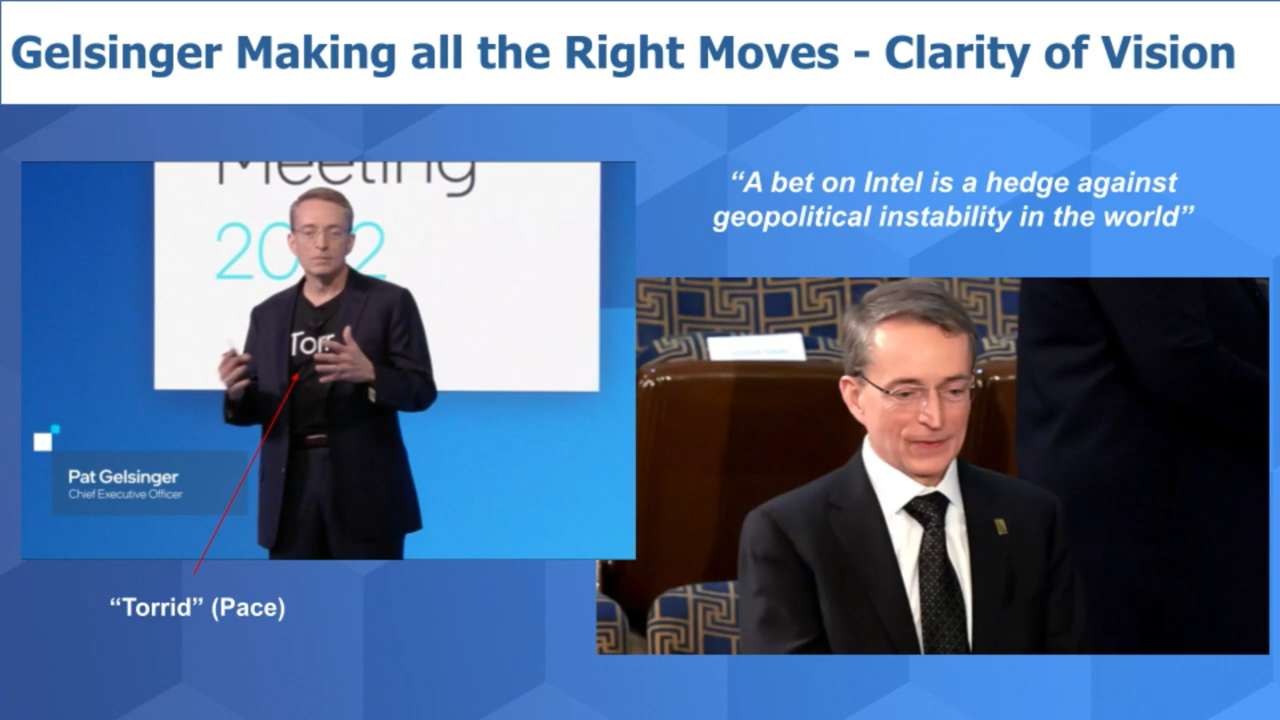 Gelsinger Making all the Right Moves - Clarity of Vision
Meeting
“A bet on Intel is a hedge against
geopolitical instability in the world”
Torr
Pat Gelsinger
Chief Executive Officer
“Torrid” (Pace)